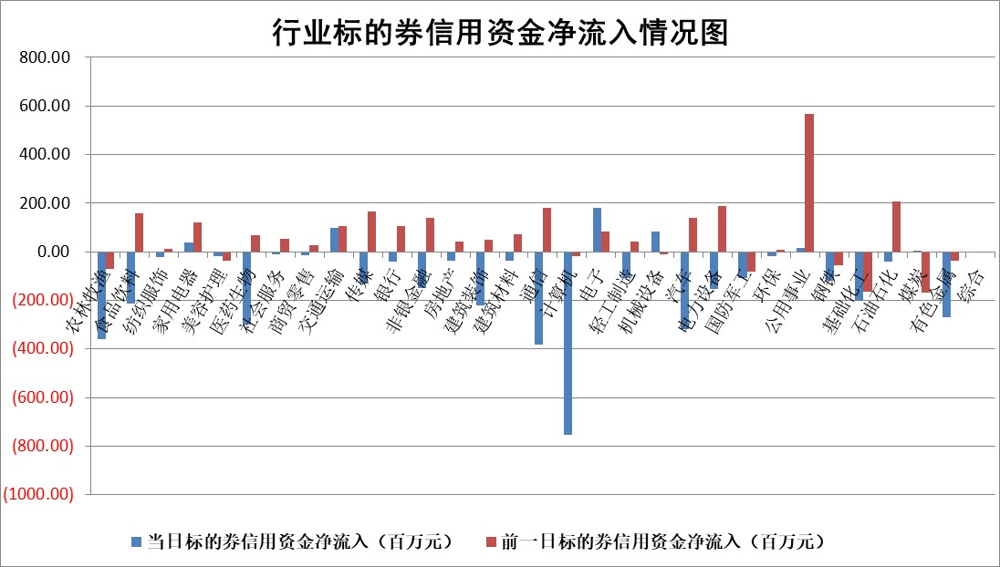 行业标的券信用资金净流入情况图
800.00
600.00
400.00
200.00
0.00
(200.00)
(400.00)
(600.00)
(800.00)
(1000.00)
农林牧渔
食品饮料
纺织服饰
家用电器
美容护理
医药生物
社会服务
商贸零售
交通运输
传媒
银行
非银金融
房地产
建筑装饰
建筑材料
通信
计算机
电子
轻工制造
机械设备
汽车
电力设备
国防军工
环保
公用事业
钢铁
基础化工
石油石化
煤炭
有色金属
综合
当日标的券信用资金净流入（百万元）
前一日标的券信用资金净流入（百万元）